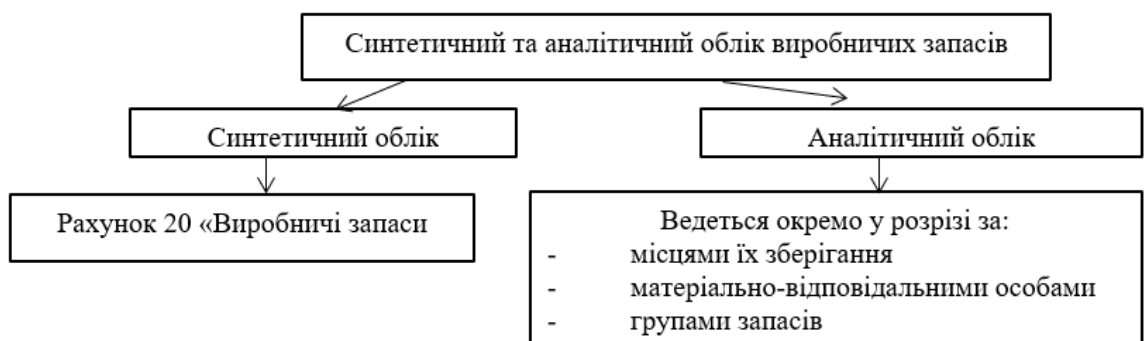 Синтетичний та аналітичний облік виробничих запасів
Синтетичний облік
Аналітичний облік
Рахунок 20 «Виробничі запаси
Ведеться окремо у розрізі за:
- місцями їх зберігання
- матеріально-відповідальними особами
- групами запасів